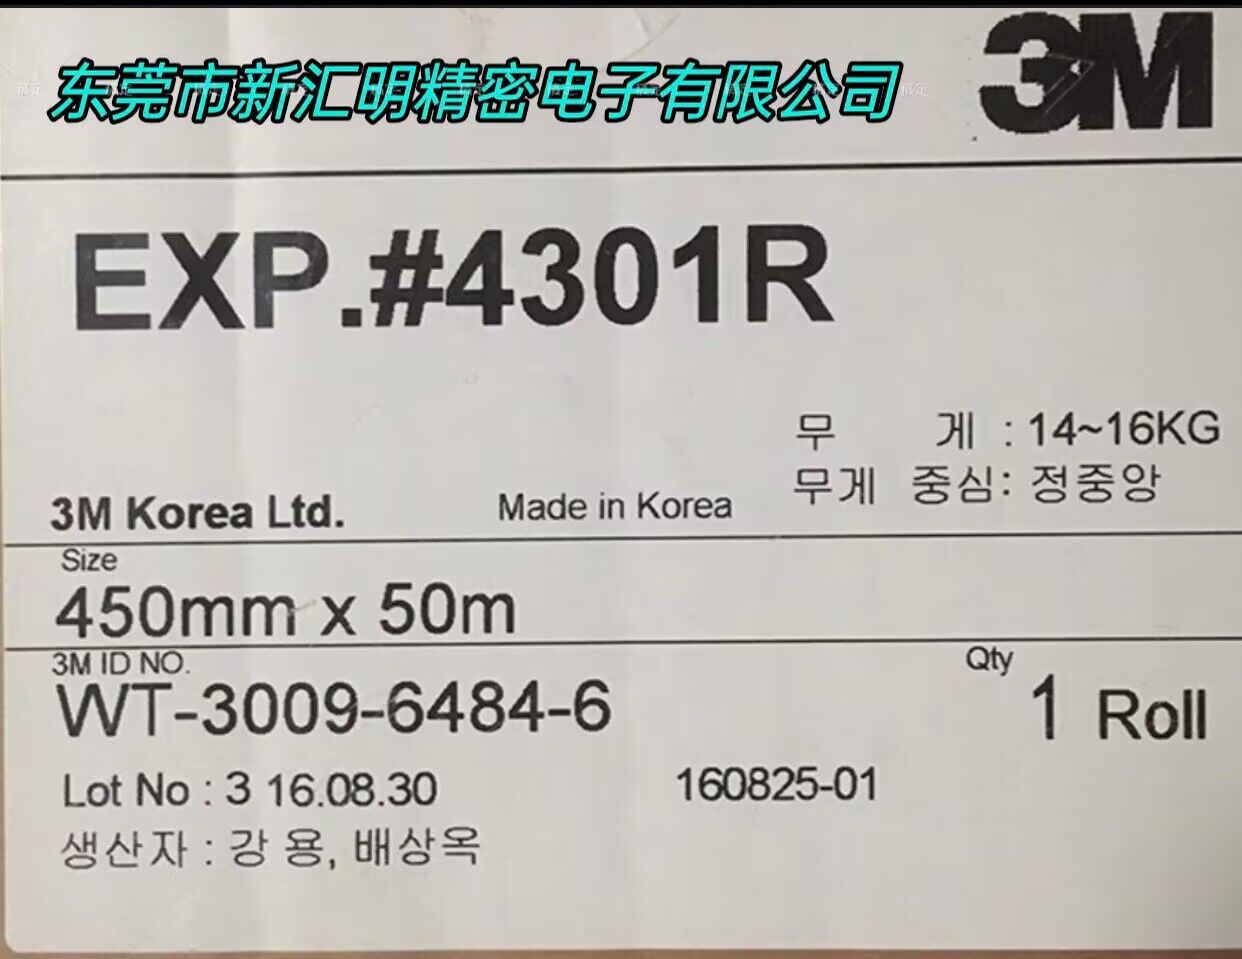 东莞市新汇明精密电子有限公司
3M
EXP.#4301R
무 게 : 14~16KG
무게 중심: 정중앙
3M Korea Ltd. Made in Korea
Size
450mm x 50m
3M ID NO. Qty
WT-3009-6484-6 1 Roll
Lot No : 3 16.08.30 160825-01
생산자 : 강 용, 배상옥